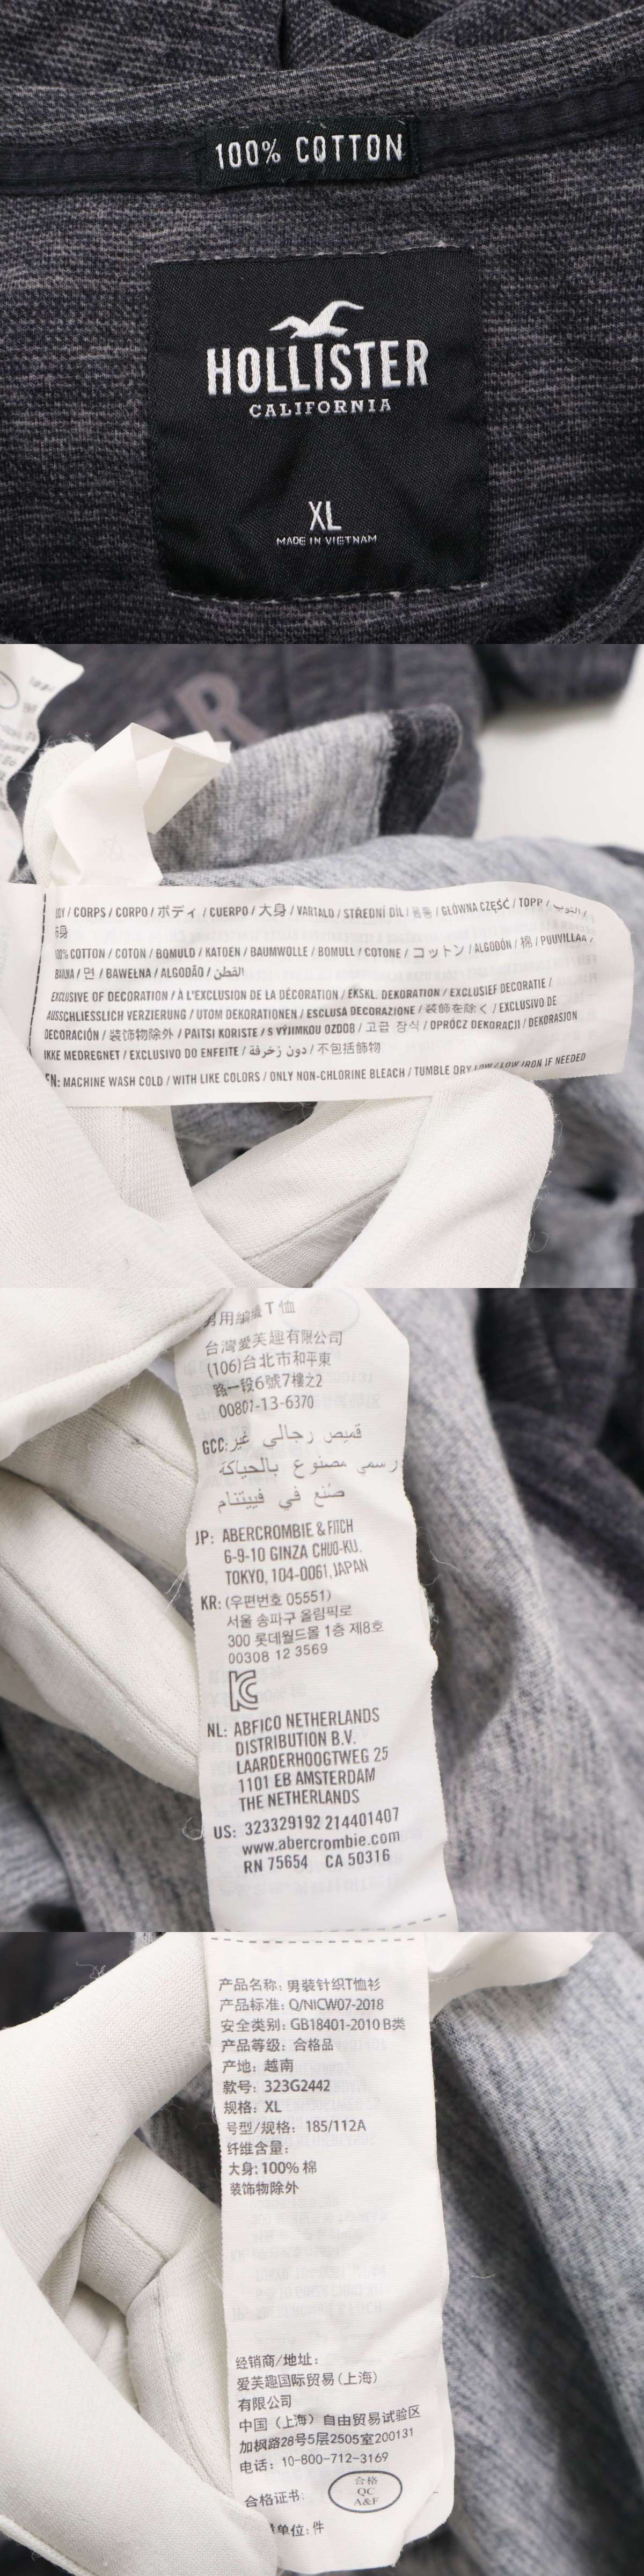 100% COTTON
HOLLISTER
CALIFORNIA
XL
MADE IN VIETNAM
ER
/ CORPS / CORPO / ボディ / CUERPO / 大身 / VARTALO / STŘEDNÍ DÍL / 몸통 / GŁÓWNA CZĘŚĆ / TOPP /
身
100% COTTON / COTON / BOMULD / KATOEN / BAUMWOLLE / BOMULL / COTONE / コットン / ALGODÓN / 棉 / PUUVILLAA /
/ 면 / BAWEŁNA / ALGODÃO / القطن
EXCLUSIVE OF DECORATION / À L'EXCLUSION DE LA DÉCORATION / EKSKL. DEKORATION / EXCLUSIEF DECORATIE /
AUSSCHLIESSLICH VERZIERUNG / UTOM DEKORATIONEN / ESCLUSA DECORAZIONE / 装飾を除く / EXCLUSIVO DE
DECORACIÓN / 装饰物除外 / PAITSI KORISTE / S VÝJIMKOU OZDOB / 고급 장식 / OPRÓCZ DEKORACJI / DEKORASJON
IKKE MEDREGNET / EXCLUSIVO DO ENFEITE / دون زخرفة / 不包括飾物
EN: MACHINE WASH COLD / WITH LIKE COLORS / ONLY NON-CHLORINE BLEACH / TUMBLE DRY LOW / LOW IRON IF NEEDED
男用編織T恤
台灣愛芙趣有限公司
(106)台北市和平東
路一段6號7樓之2
00801-13-6370
GCC: قميص رجالي غير
رسمي مصنوع بالحياكة
صنع في فييتنام
JP: ABERCROMBIE & FITCH
6-9-10 GINZA CHUO-KU.
TOKYO, 104-0061, JAPAN
KR: (우편번호 05551)
서울 송파구 올림픽로
300 롯데월드몰 1층 제8호
00308 12 3569
NL: ABFICO NETHERLANDS
DISTRIBUTION B.V.
LAARDERHOOGTWEG 25
1101 EB AMSTERDAM
THE NETHERLANDS
US: 323329192 214401407
www.abercrombie.com
RN 75654 CA 50316
产品名称: 男装针织T恤衫
产品标准: Q/NICW07-2018
安全类别: GB18401-2010 B类
产品等级: 合格品
产地: 越南
款号: 323G2442
规格: XL
号型/规格: 185/112A
纤维含量:
大身: 100% 棉
装饰物除外
经销商/地址:
爱芙趣国际贸易(上海)
有限公司
中国 (上海) 自由贸易试验区
加枫路28号5层2505室200131
电话: 10-800-712-3169
合格证书:
合格
QC
A&F
单位: 件